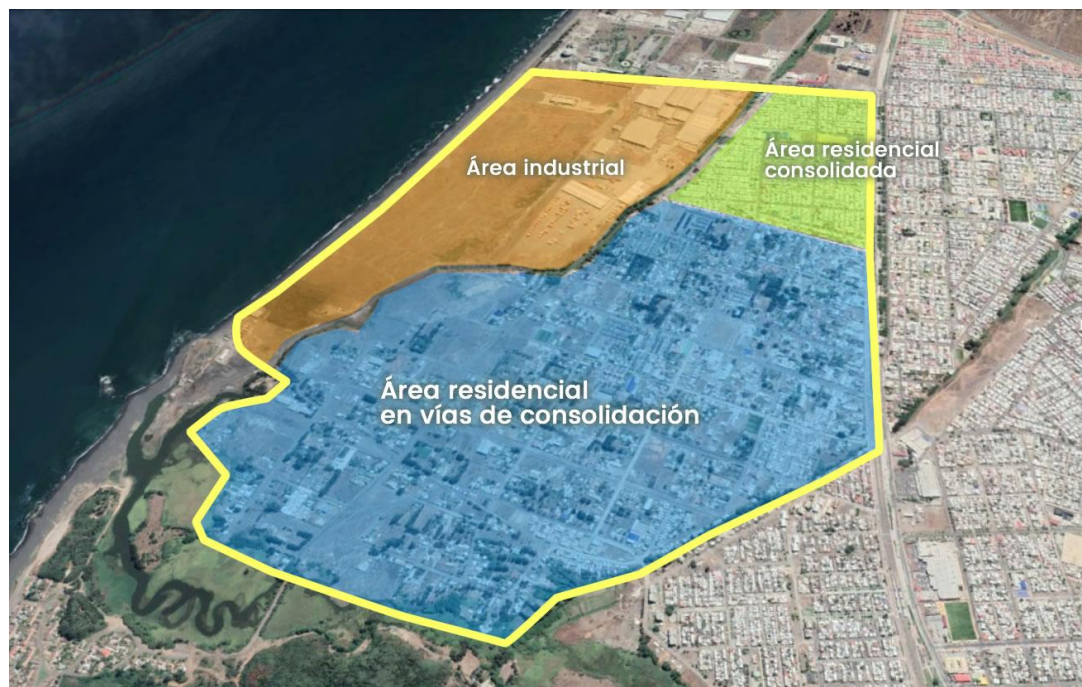 Área industrial
Área residencial
consolidada
Área residencial
en vías de consolidación